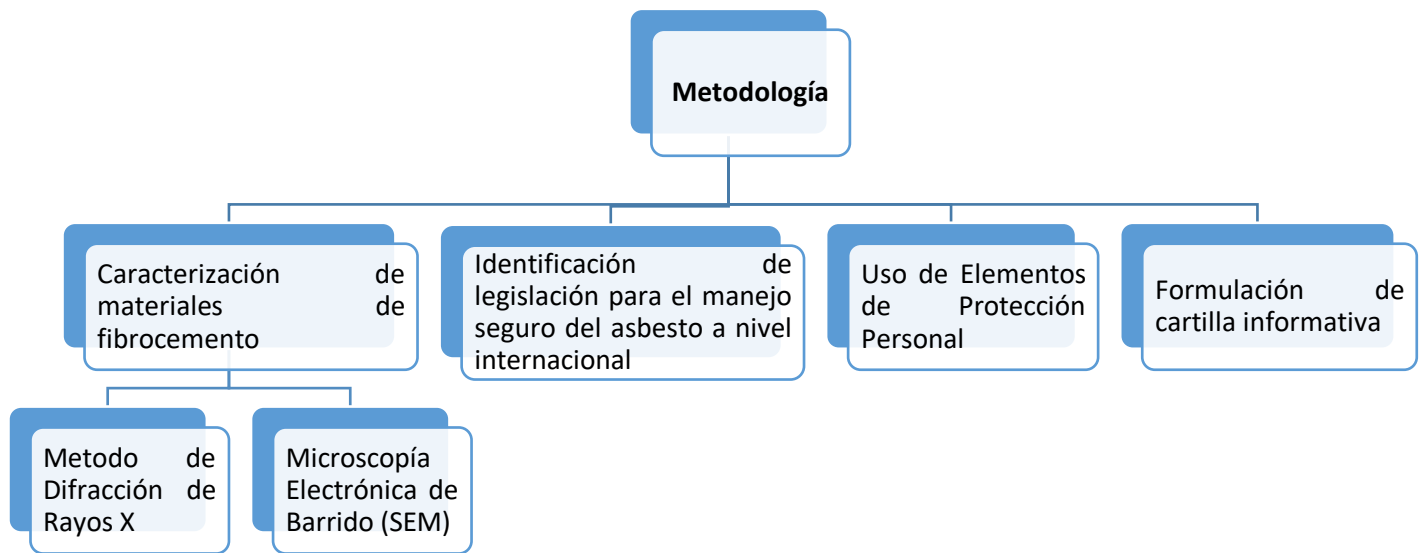 Metodología
Caracterización de
materiales de
fibrocemento
Identificación de
legislación para el manejo
seguro del asbesto a nivel
internacional
Uso de Elementos
de Protección
Personal
Formulación de
cartilla informativa
Metodo de
Difracción de
Rayos X
Microscopía
Electrónica de
Barrido (SEM)